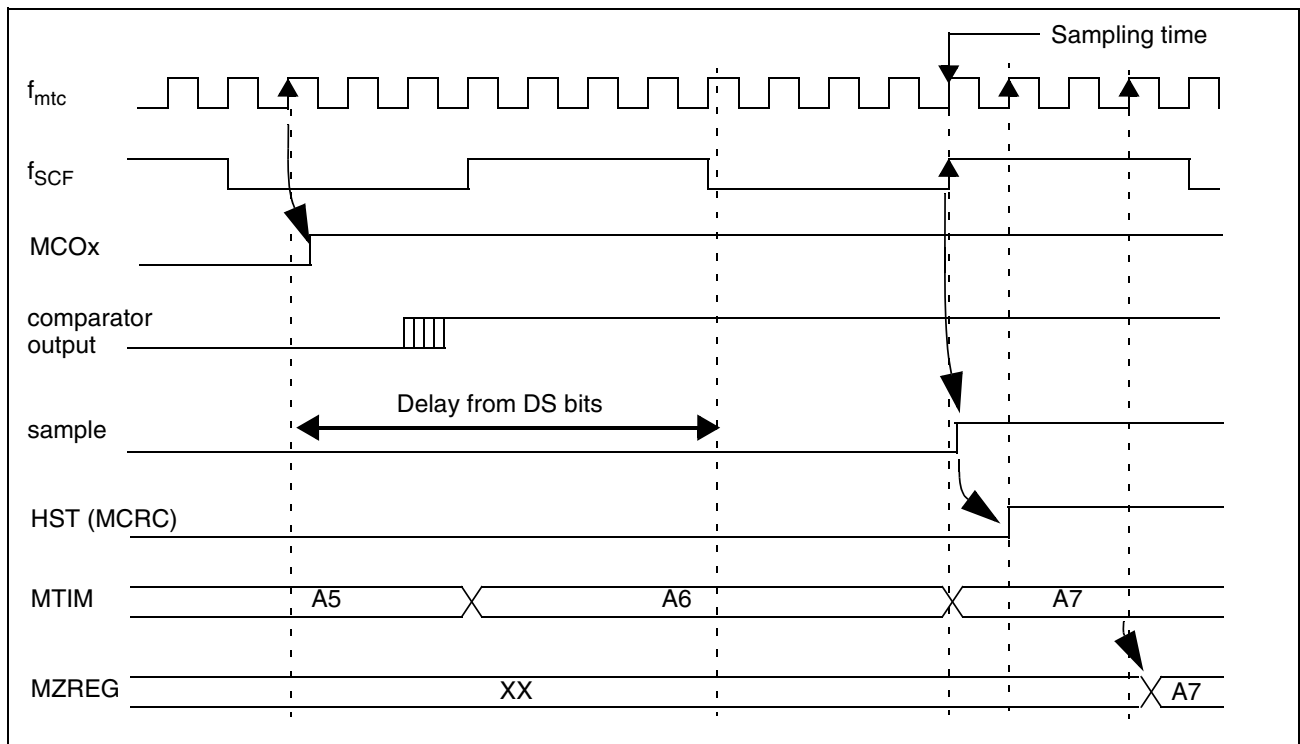 Sampling time
fmtc
fSCF
MCOx
comparator
output
Delay from DS bits
sample
HST (MCRC)
MTIM
A5
A6
A7
MZREG
XX
A7